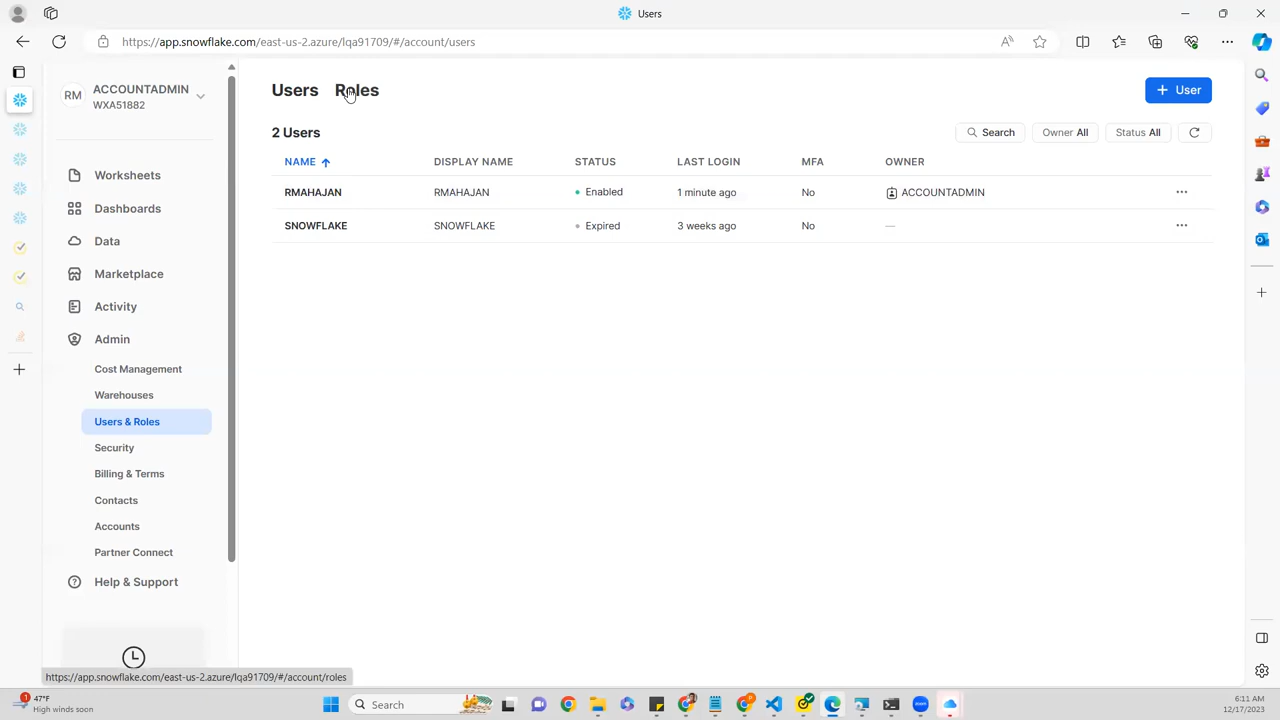 Users
https://app.snowflake.com/east-us-2.azure/lqa91709/#/account/users
RM
ACCOUNTADMIN
WXA51882
Worksheets
Dashboards
Data
Marketplace
Activity
Admin
Cost Management
Warehouses
Users & Roles
Security
Billing & Terms
Contacts
Accounts
Partner Connect
Help & Support
Users Roles
+ User
2 Users
Search
Owner All
Status All
NAME DISPLAY NAME STATUS LAST LOGIN MFA OWNER
RMAHAJAN RMAHAJAN Enabled 1 minute ago No ACCOUNTADMIN
SNOWFLAKE SNOWFLAKE Expired 3 weeks ago No —
https://app.snowflake.com/east-us-2.azure/lqa91709/#/account/roles
1
47°F
High winds soon
Search
6:11 AM
12/17/2023